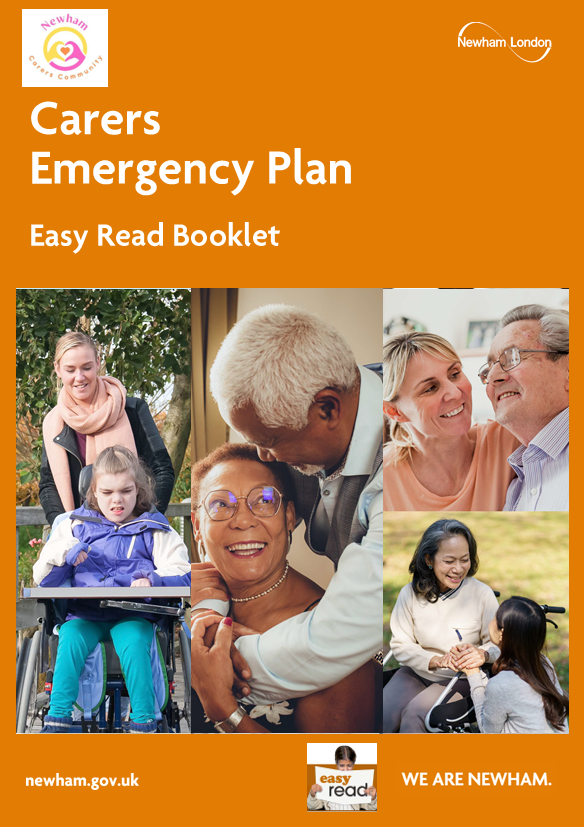 Newham
Carers Community
Newham London
Carers
Emergency Plan
Easy Read Booklet
newham.gov.uk
easy
read
WE ARE NEWHAM.